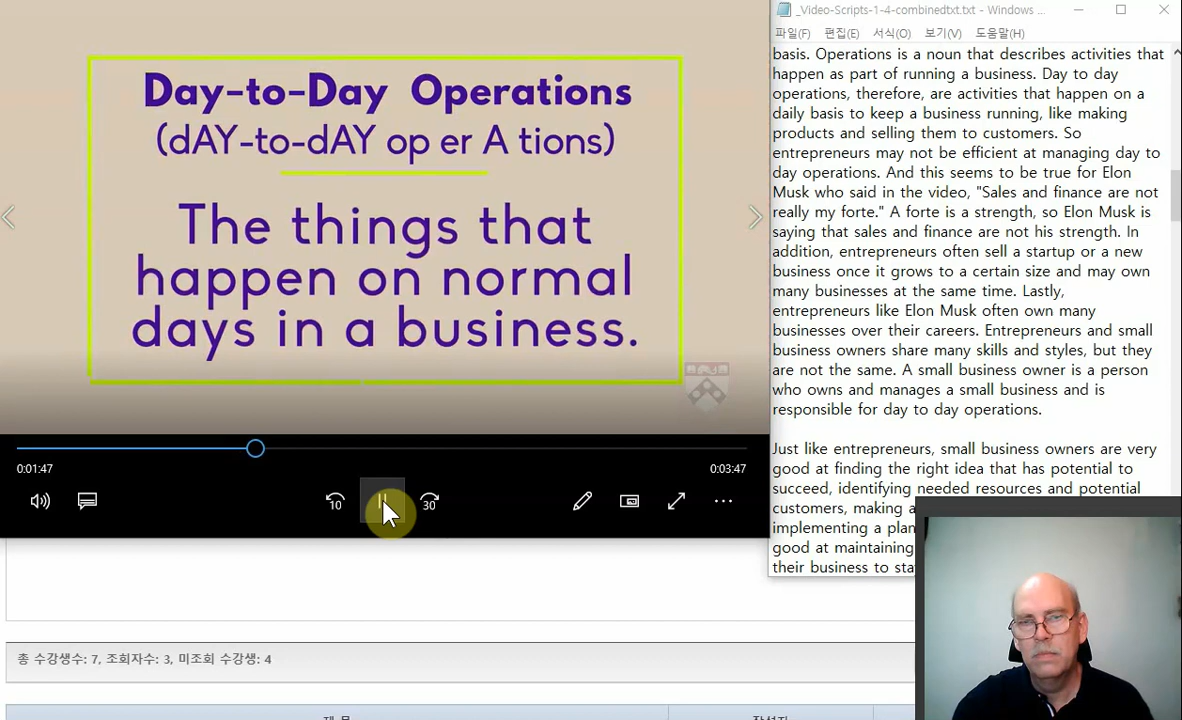 Day-to-Day Operations
(dAY-to-dAY op er A tions)
The things that
happen on normal
days in a business.
0:01:47
0:03:47
10
30
_Video-Scripts-1-4-combinedtxt.txt - Windows ...
파일(F) 편집(E) 서식(O) 보기(V) 도움말(H)
basis. Operations is a noun that describes activities that
happen as part of running a business. Day to day
operations, therefore, are activities that happen on a
daily basis to keep a business running, like making
products and selling them to customers. So
entrepreneurs may not be efficient at managing day to
day operations. And this seems to be true for Elon
Musk who said in the video, "Sales and finance are not
really my forte." A forte is a strength, so Elon Musk is
saying that sales and finance are not his strength. In
addition, entrepreneurs often sell a startup or a new
business once it grows to a certain size and may own
many businesses at the same time. Lastly,
entrepreneurs like Elon Musk often own many
businesses over their careers. Entrepreneurs and small
business owners share many skills and styles, but they
are not the same. A small business owner is a person
who owns and manages a small business and is
responsible for day to day operations.
Just like entrepreneurs, small business owners are very
good at finding the right idea that has potential to
succeed, identifying needed resources and potential
customers, making a
implementing a plan
good at maintaining
their business to sta
총 수강생수: 7, 조회자수: 3, 미조회 수강생: 4